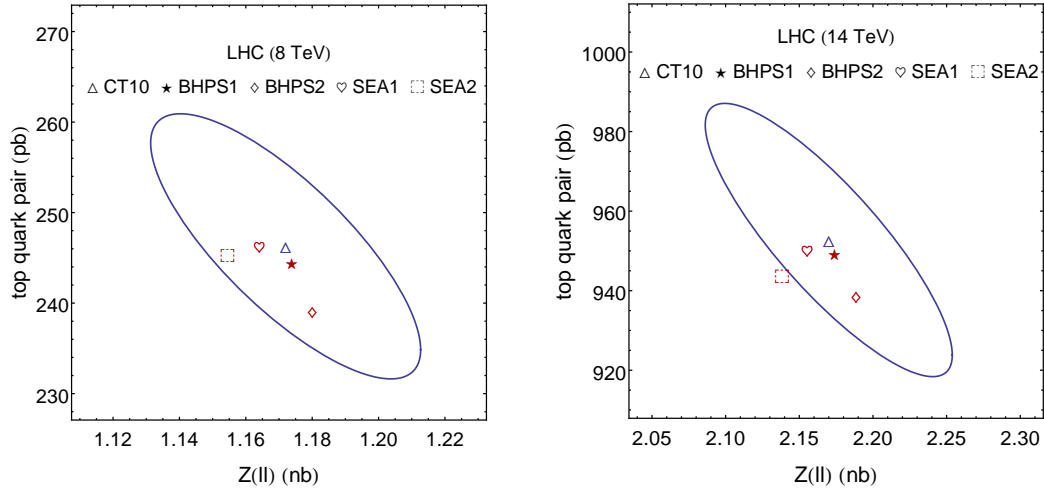 LHC (8 TeV)
△ CT10 ★ BHPS1 ◇ BHPS2 ♡ SEA1 □ SEA2
270
260
250
240
230
top quark pair (pb)
1.12 1.14 1.16 1.18 1.20 1.22
Z(ll) (nb)
LHC (14 TeV)
△ CT10 ★ BHPS1 ◇ BHPS2 ♡ SEA1 □ SEA2
1000
980
960
940
920
top quark pair (pb)
2.05 2.10 2.15 2.20 2.25 2.30
Z(ll) (nb)